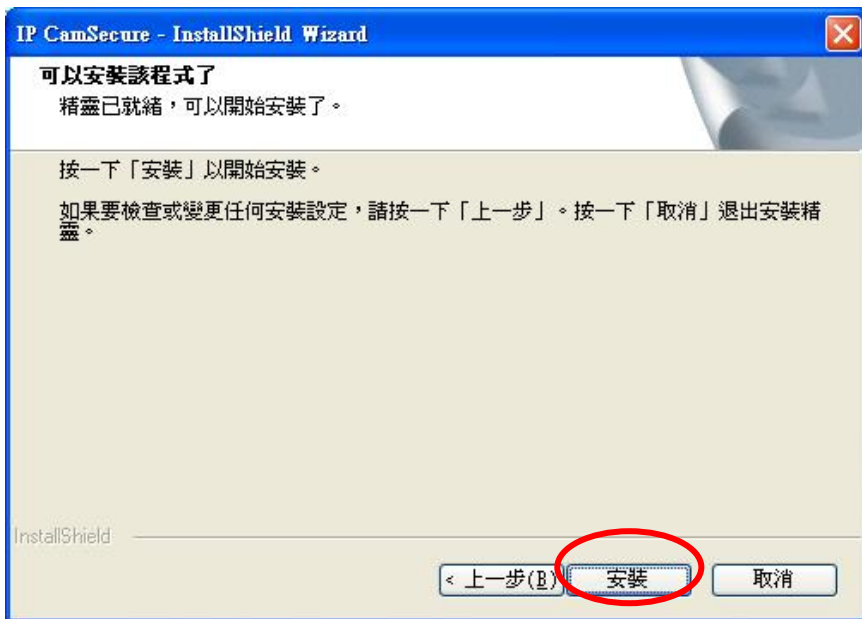 IP CamSecure - InstallShield Wizard
可以安裝該程式了
精靈已就緒，可以開始安裝了。
按一下「安裝」以開始安裝。
如果要檢查或變更任何安裝設定，請按一下「上一步」。按一下「取消」退出安裝精
靈。
InstallShield
< 上一步(B) 安裝 取消